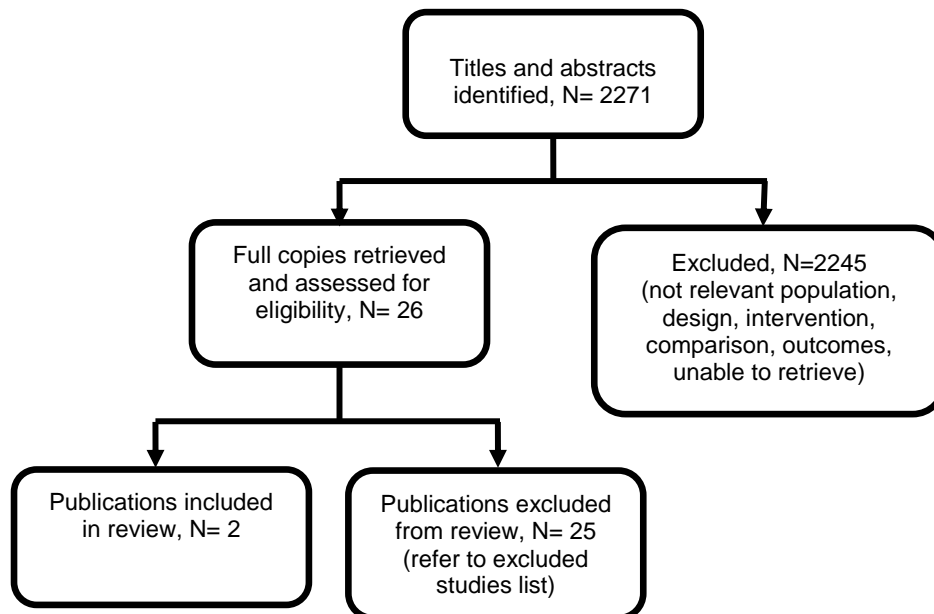 Titles and abstracts
identified, N= 2271
Full copies retrieved
and assessed for
eligibility, N= 26
Excluded, N=2245
(not relevant population,
design, intervention,
comparison, outcomes,
unable to retrieve)
Publications included
in review, N= 2
Publications excluded
from review, N= 25
(refer to excluded
studies list)